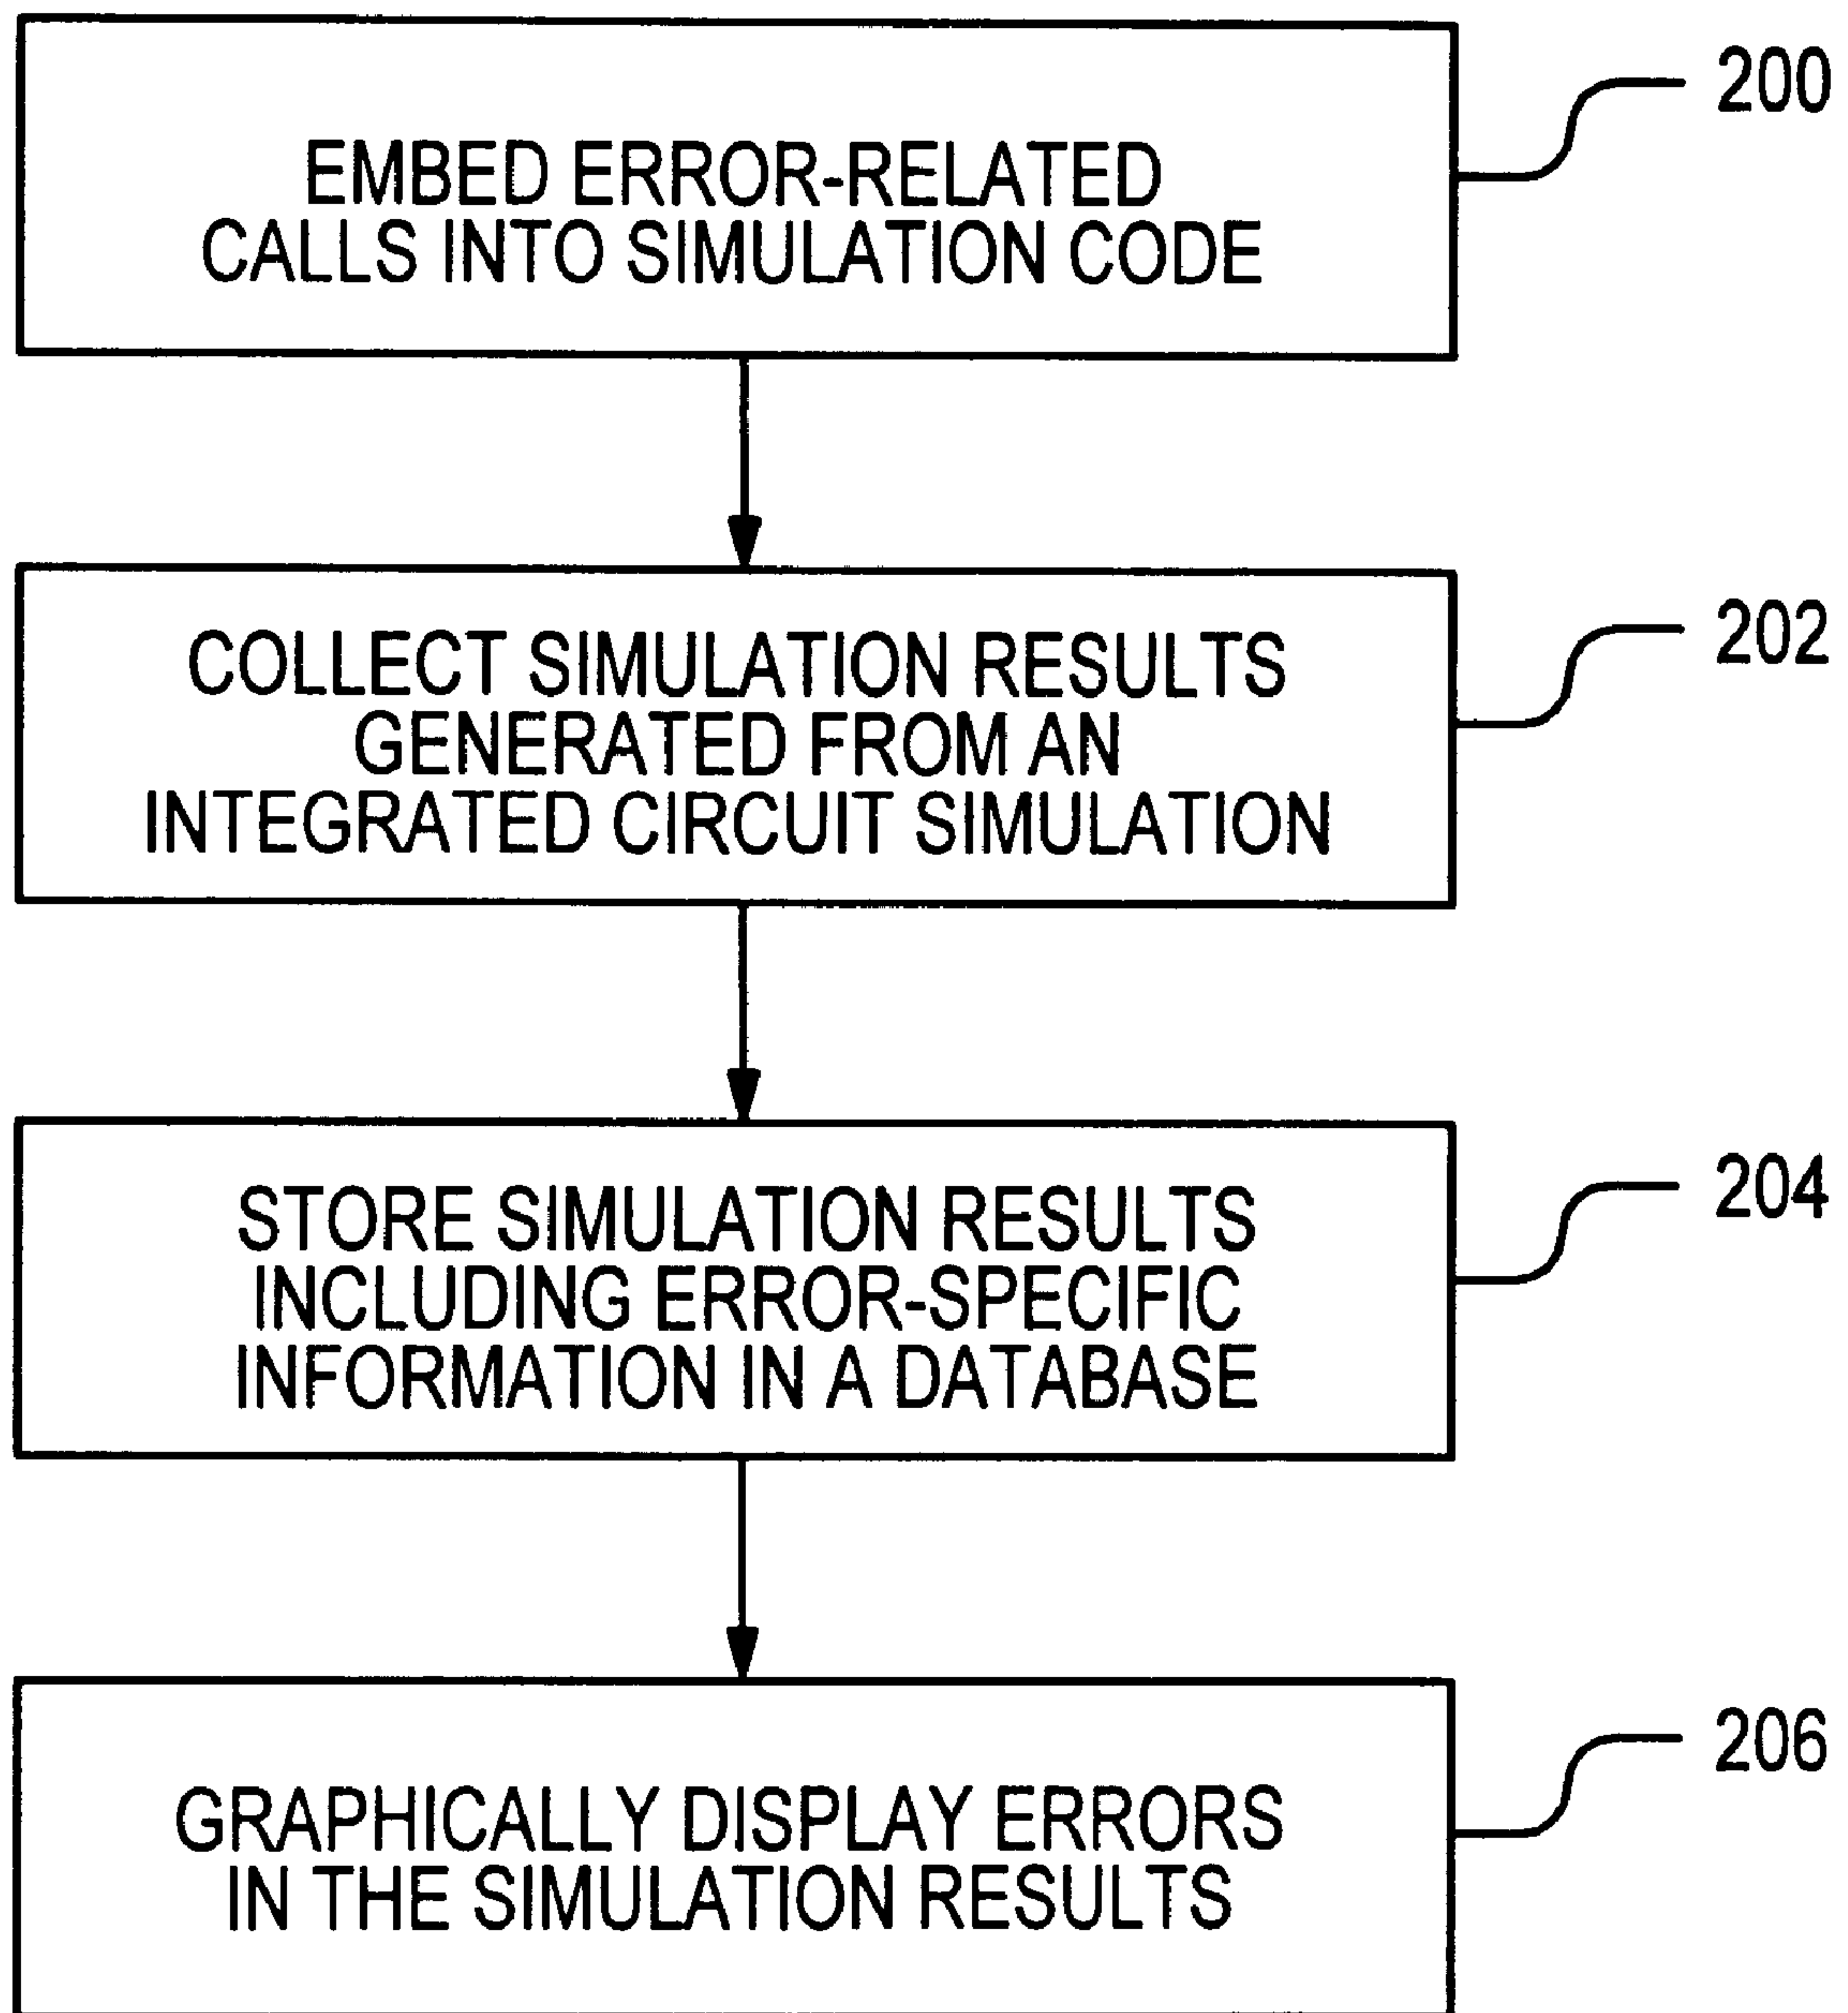 200
EMBED ERROR-RELATED
CALLS INTO SIMULATION CODE
202
COLLECT SIMULATION RESULTS
GENERATED FROM AN
INTEGRATED CIRCUIT SIMULATION
204
STORE SIMULATION RESULTS
INCLUDING ERROR-SPECIFIC
INFORMATION IN A DATABASE
206
GRAPHICALLY DISPLAY ERRORS
IN THE SIMULATION RESULTS